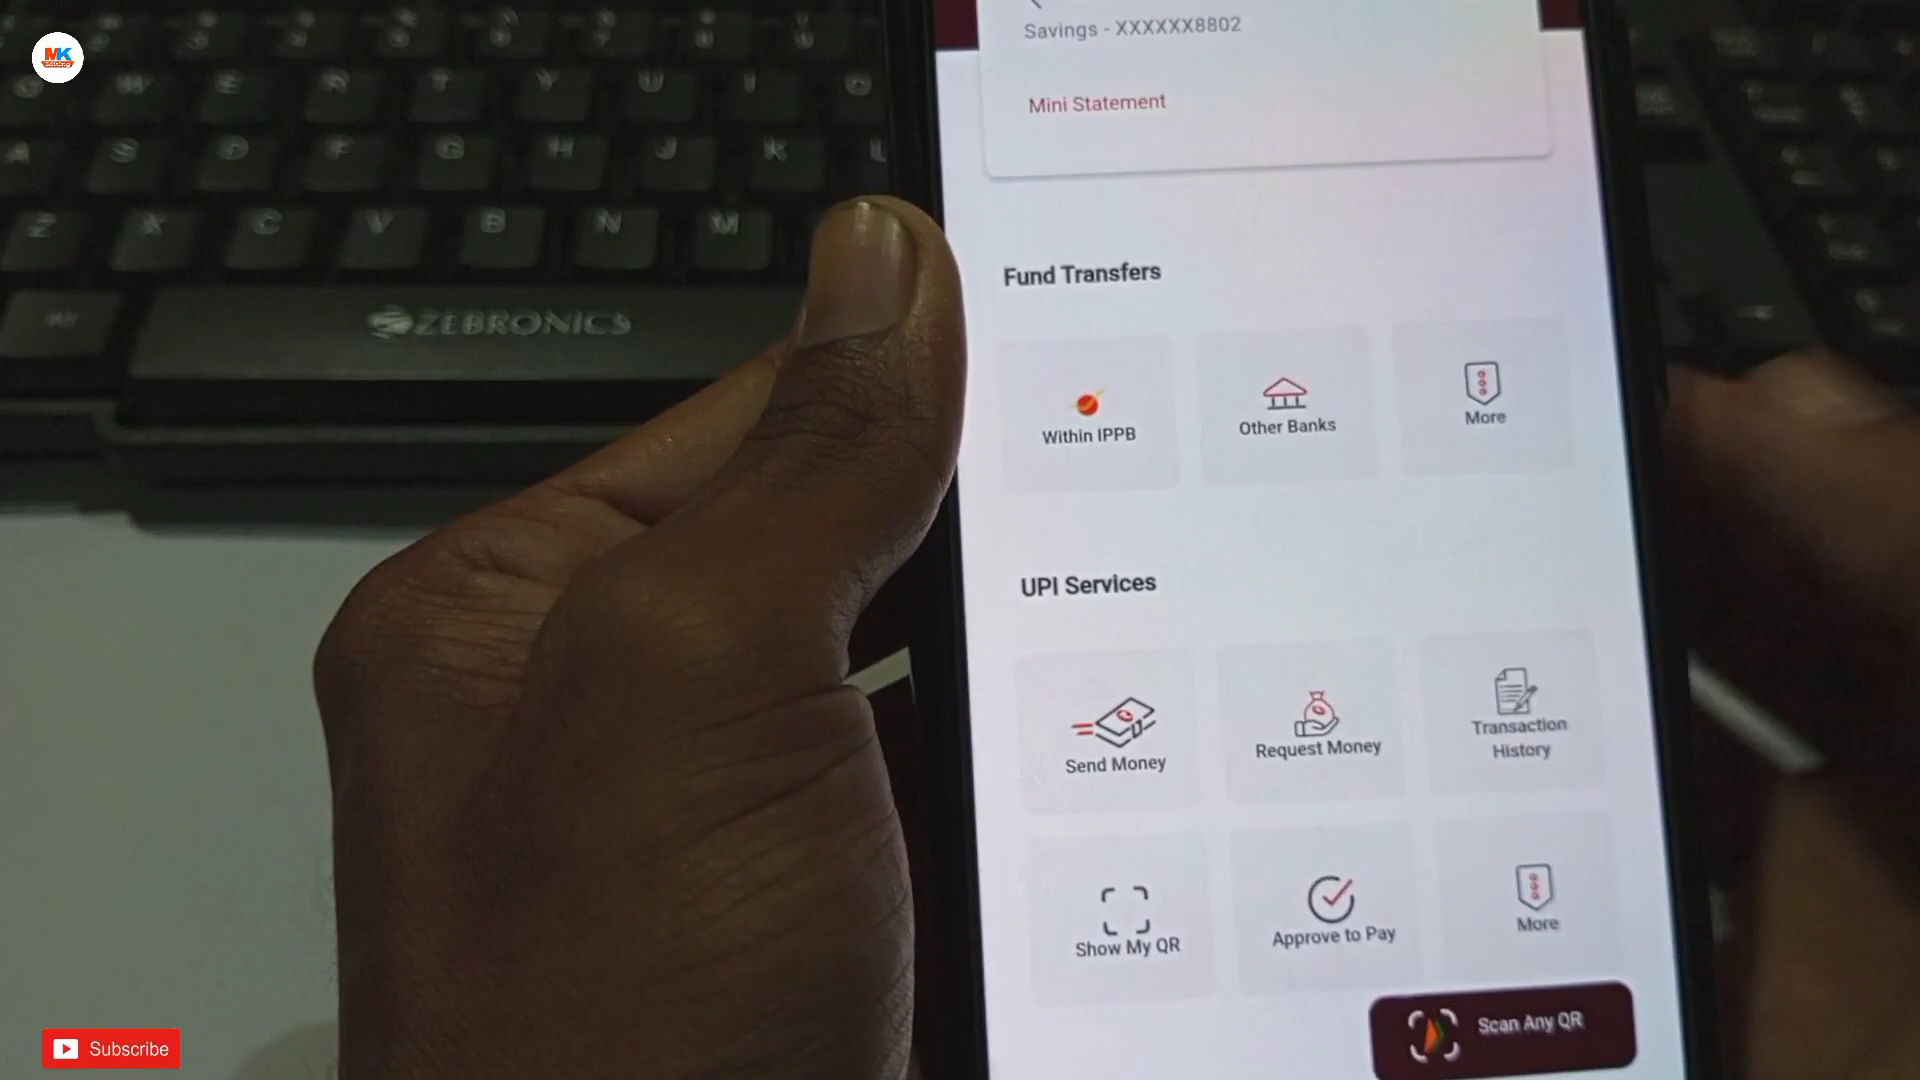 MK
Savings - XXXXXX8802
Mini Statement
Fund Transfers
Within IPPB
Other Banks
More
UPI Services
Send Money
Request Money
Transaction
History
Show My QR
Approve to Pay
More
Scan Any QR
W E R T Y U I O
A S D F G H J K L
Z X C V B N M
Alt
ZEBRONICS
Subscribe